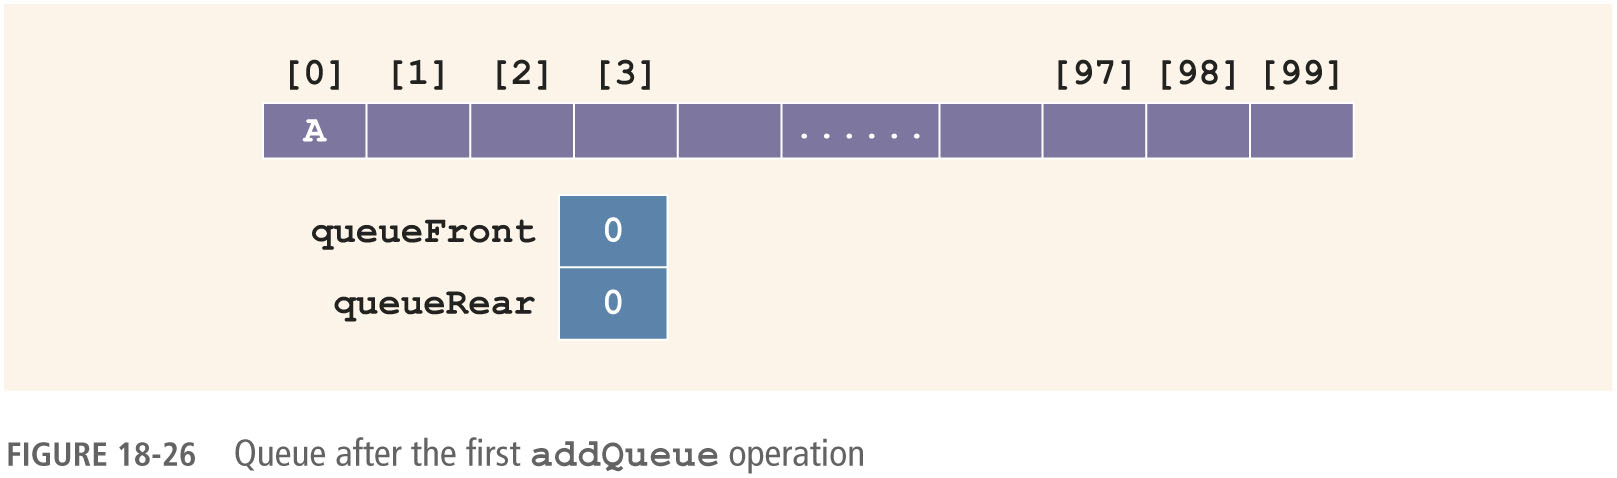 [0] [1] [2] [3] [97] [98] [99]
A ......
queueFront 0
queueRear 0
FIGURE 18-26 Queue after the first addQueue operation